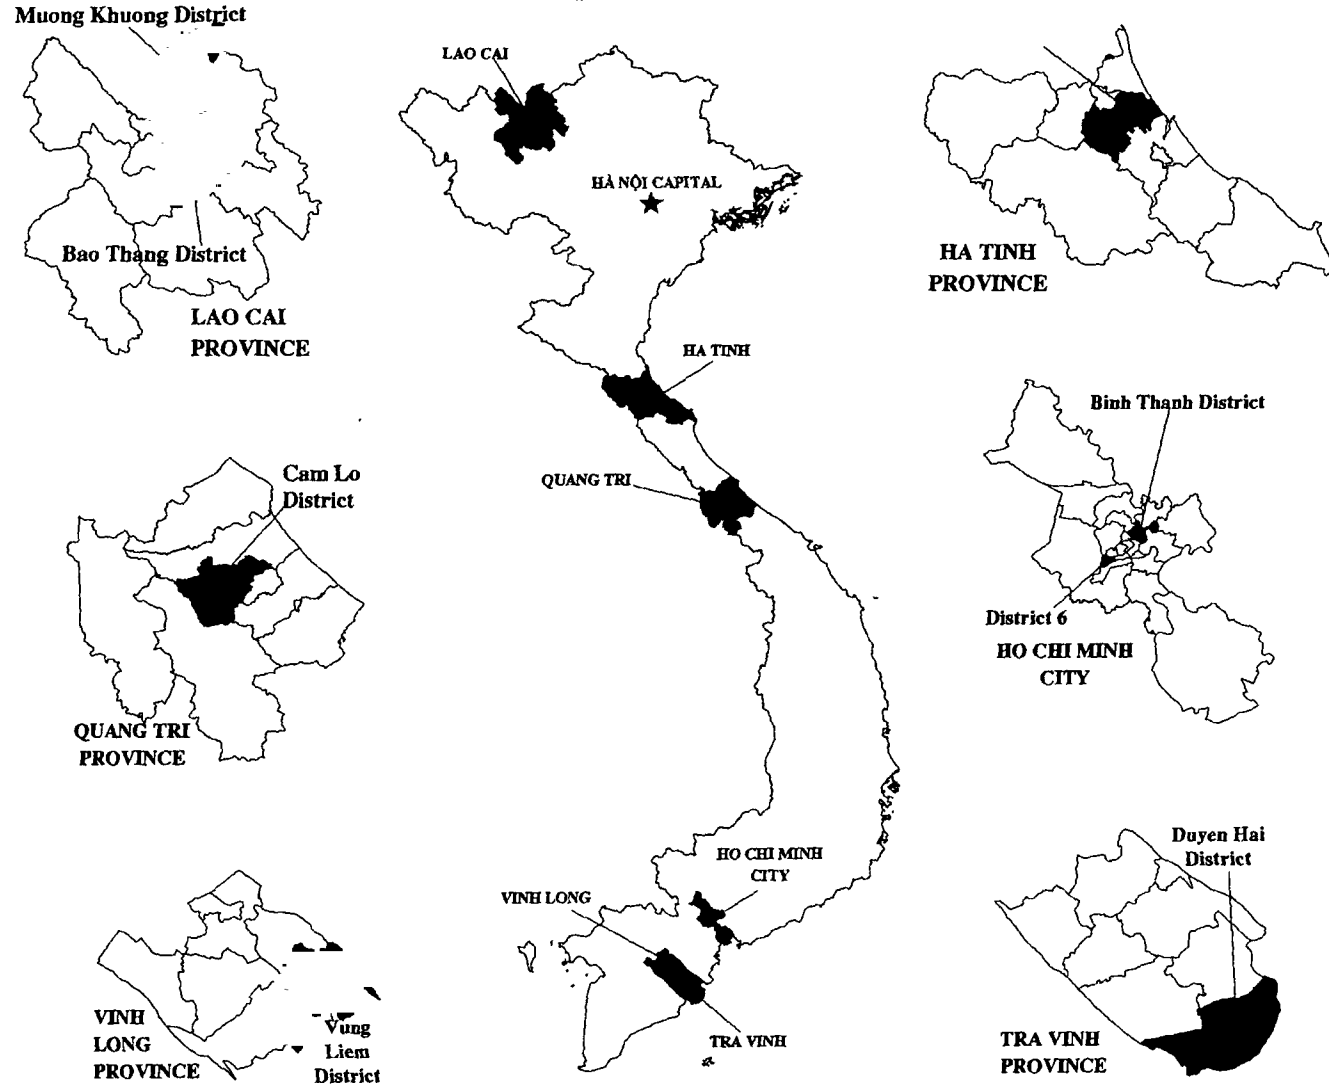 Muong Khuong District
Bao Thang District
LAO CAI
PROVINCE
LAO CAI
HÀ NỘI CAPITAL
HA TINH
QUANG TRI
HO CHI MINH
CITY
VINH LONG
TRA VINH
HA TINH
PROVINCE
Cam Lo
District
QUANG TRI
PROVINCE
Binh Thanh District
District 6
HO CHI MINH
CITY
VINH
LONG
PROVINCE
Vung
Liem
District
Duyen Hai
District
TRA VINH
PROVINCE